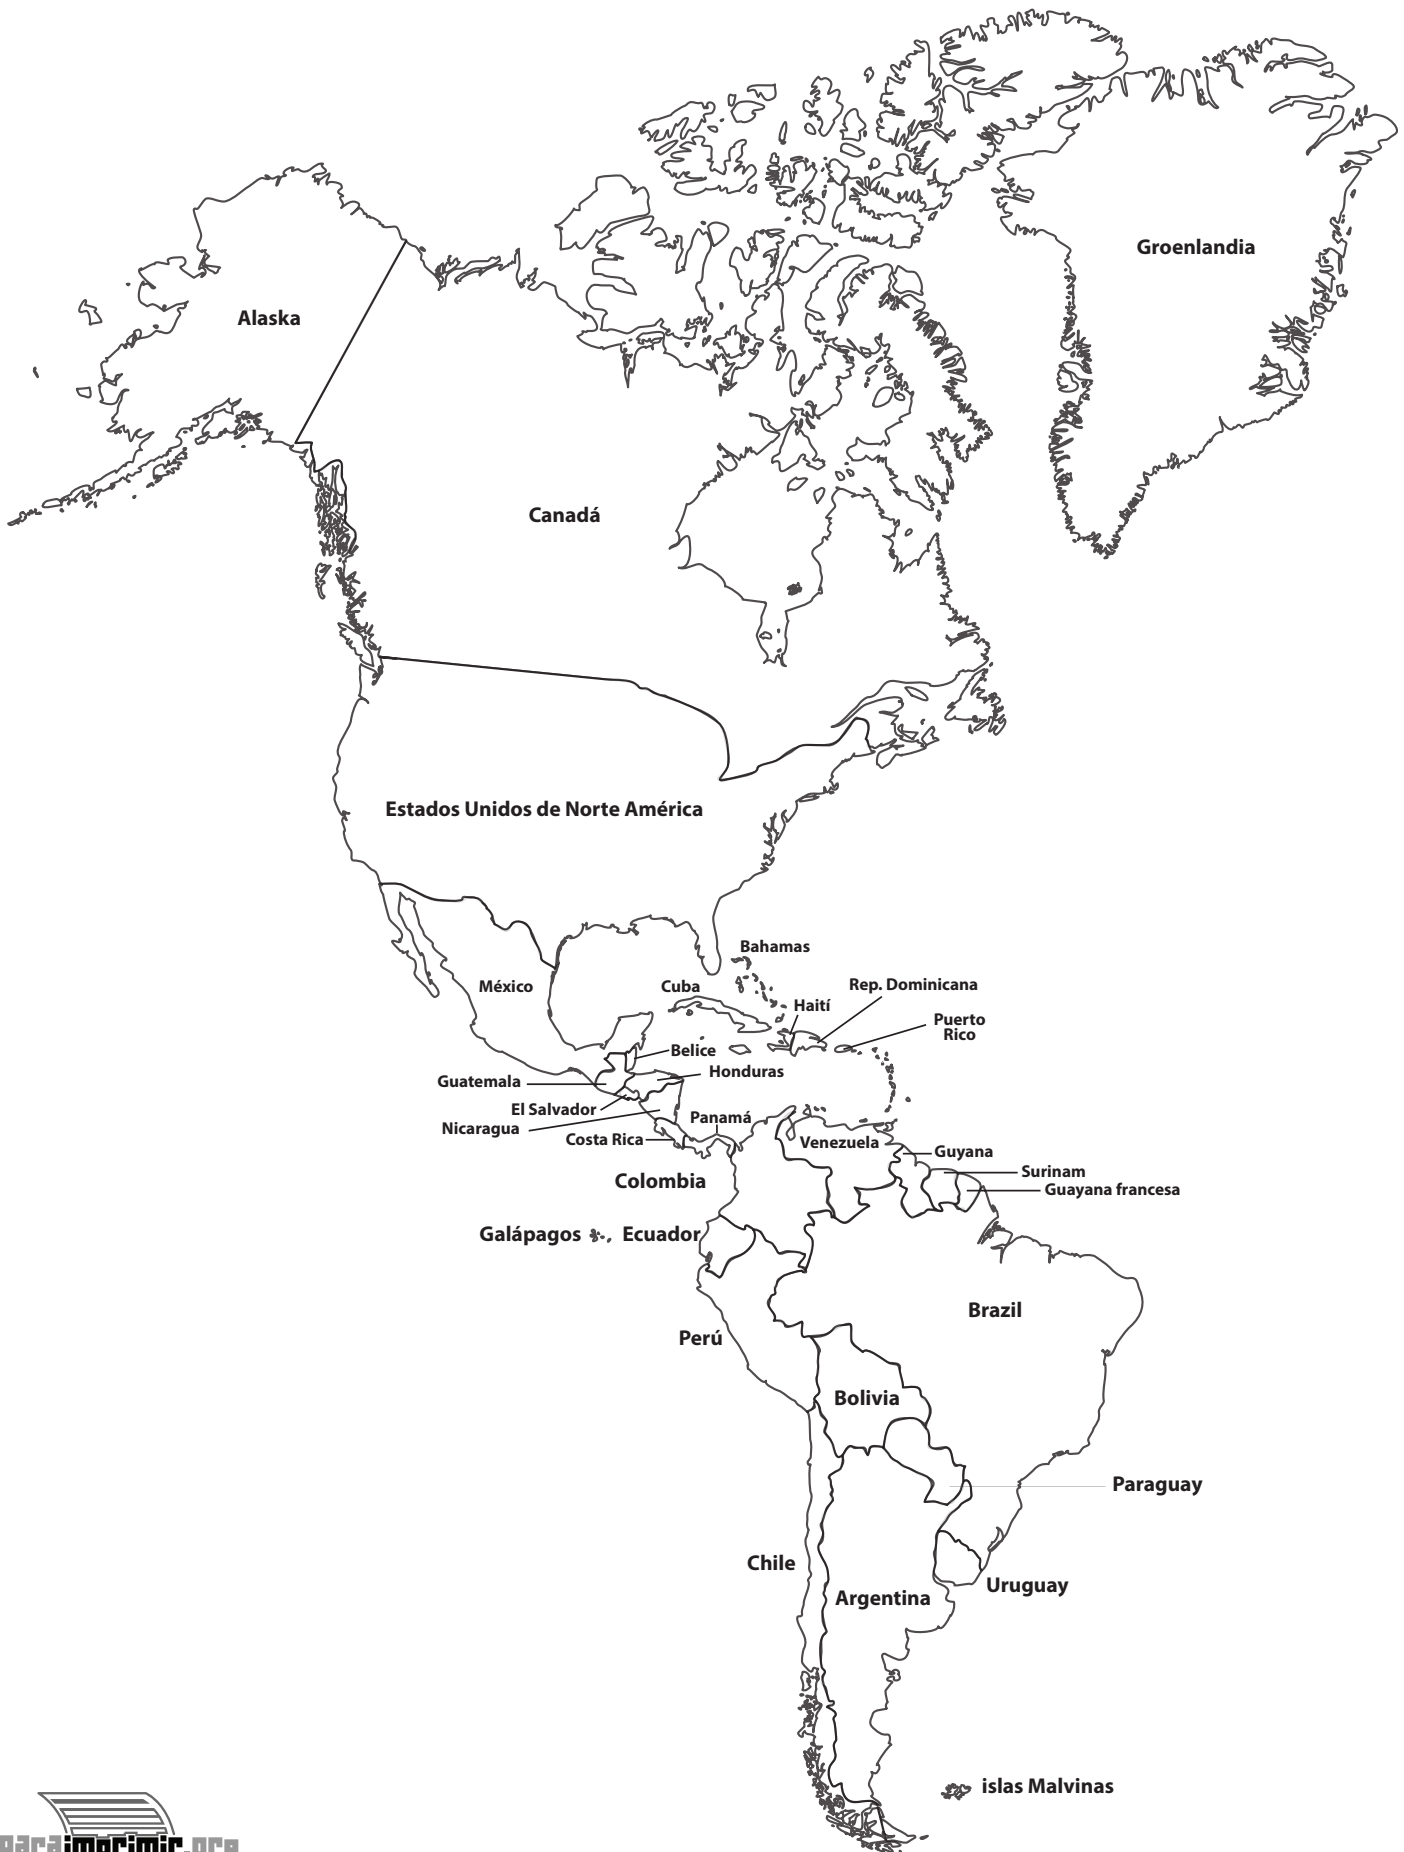 Groenlandia
Alaska
Canadá
Estados Unidos de Norte América
Bahamas
México
Cuba
Rep. Dominicana
Haití
Puerto
Rico
Belice
Honduras
Guatemala
El Salvador
Nicaragua
Panamá
Costa Rica
Venezuela
Guyana
Surinam
Guayana francesa
Colombia
Galápagos
Ecuador
Brazil
Perú
Bolivia
Paraguay
Chile
Uruguay
Argentina
islas Malvinas
paraimprimir.org